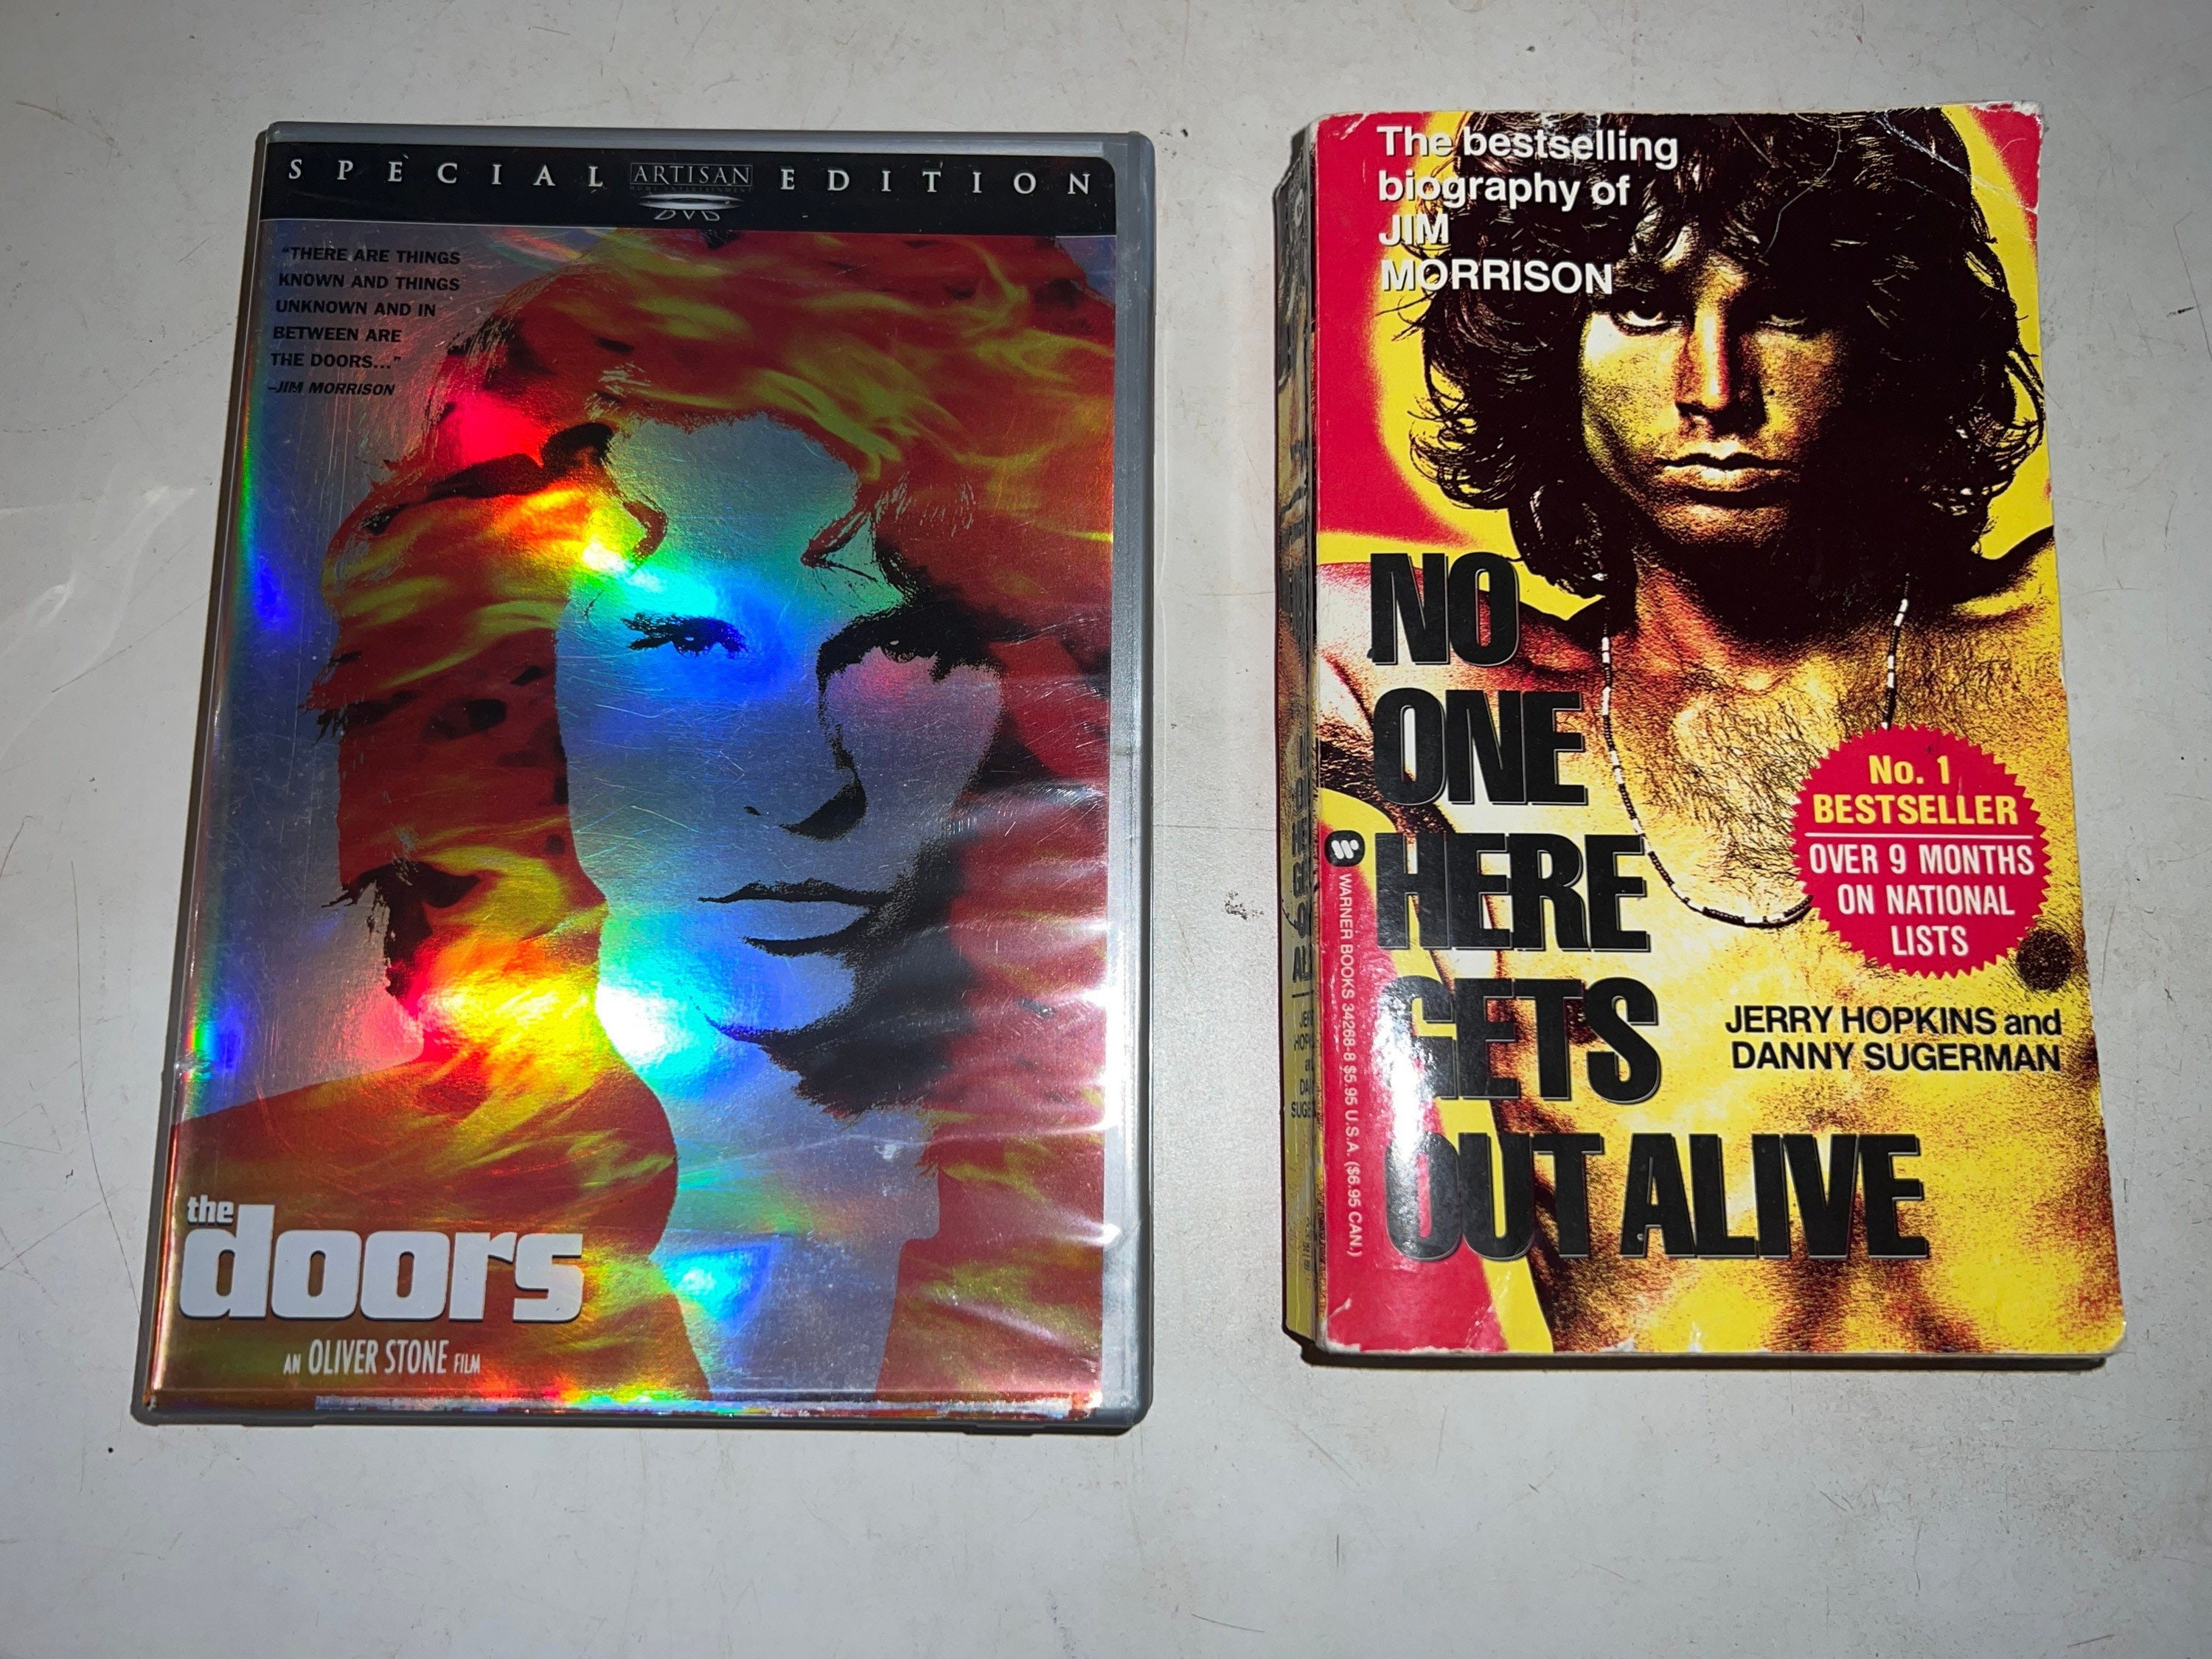 SPECIAL ARTISAN EDITION
HOME ENTERTAINMENT
DVD
"THERE ARE THINGS
KNOWN AND THINGS
UNKNOWN AND IN
BETWEEN ARE
THE DOORS..."
–JIM MORRISON
the
doors
AN OLIVER STONE FILM
The bestselling
biography of
JIM
MORRISON
NO
ONE
HERE
GETS
OUT ALIVE
No. 1
BESTSELLER
OVER 9 MONTHS
ON NATIONAL
LISTS
JERRY HOPKINS and
DANNY SUGERMAN
WARNER BOOKS 34268-8 $5.95 U.S.A. ($6.95 CAN.)